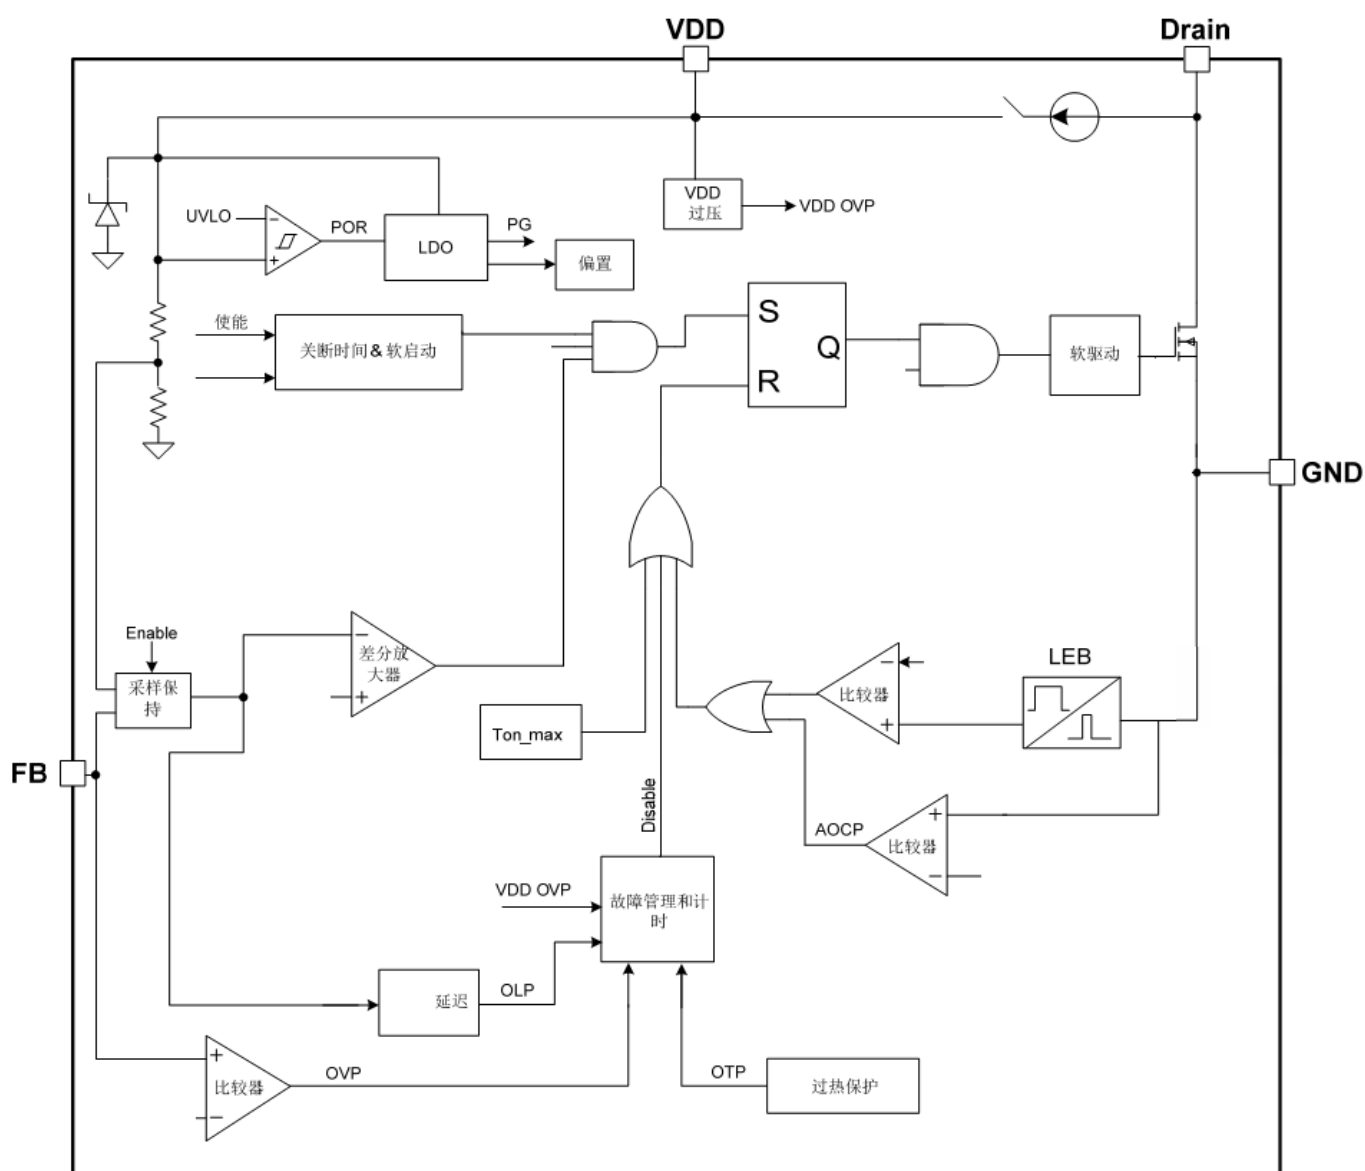 VDD
Drain
VDD
过压
VDD OVP
UVLO
−
+
POR
LDO
PG
偏置
使能
关断时间&软启动
S
R
Q
软驱动
GND
Enable
采样保
持
−
差分放
大器
+
FB
Ton_max
Disable
−
比较器
+
LEB
AOCP
+
比较器
−
VDD OVP
故障管理和计
时
延迟
OLP
+
比较器
−
OVP
OTP
过热保护